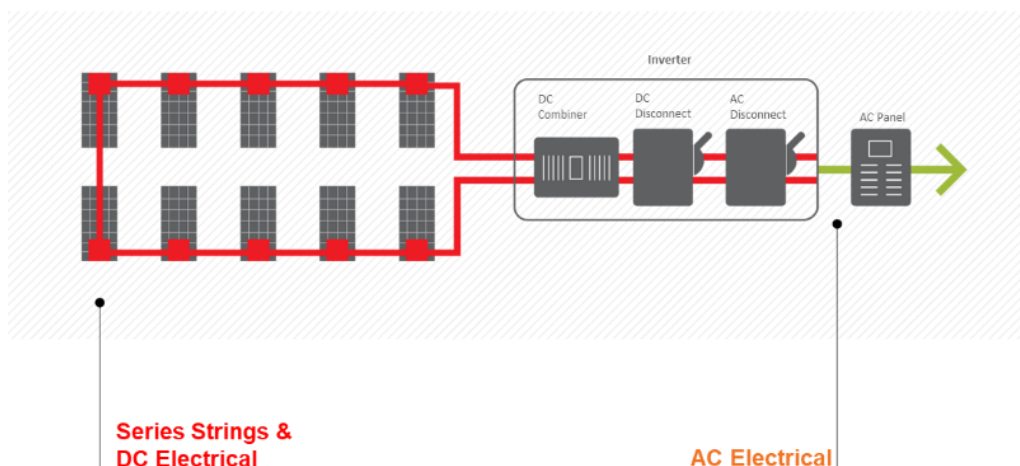 Inverter
DC
Combiner
DC
Disconnect
AC
Disconnect
AC Panel
Series Strings &
DC Electrical
AC Electrical